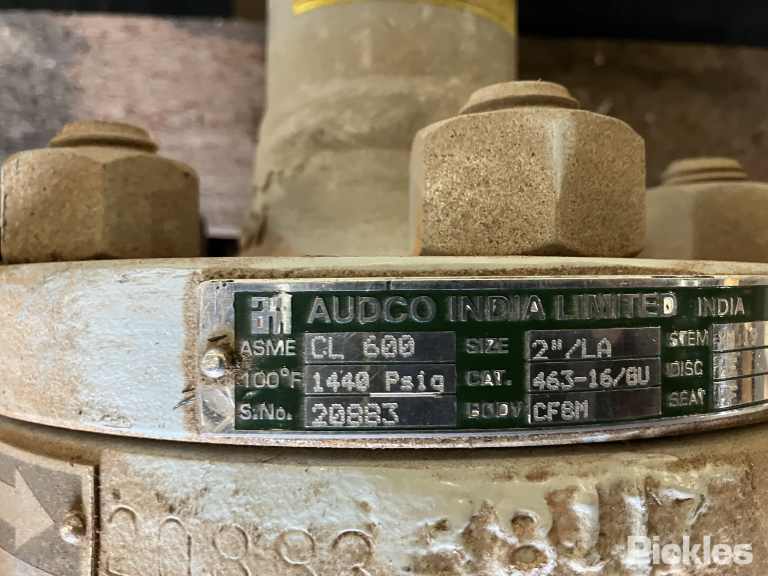 AUDCO INDIA LIMITED INDIA
ASME CL 600 SIZE 2"/LA STEM
100°F 1440 Psig CAT. 463-16/8U DISC
S.No. 20883 BODY CF8M SEAT
20883
Pickles